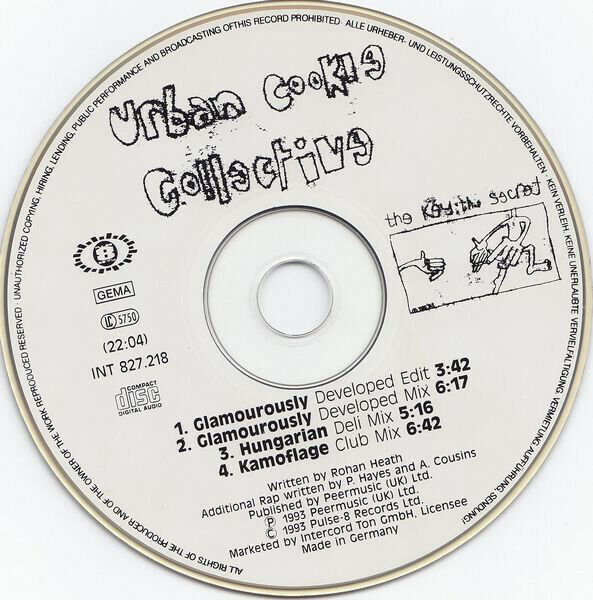 ALL RIGHTS OF THE PRODUCER AND OF THE OWNER OF THE WORK REPRODUCED RESERVED · UNAUTHORIZED COPYING, HIRING, LENDING, PUBLIC PERFORMANCE AND BROADCASTING OFTHIS RECORD PROHIBITED · ALLE URHEBER- UND LEISTUNGSSCHUTZRECHTE VORBEHALTEN · KEIN VERLEIH, KEINE UNERLAUBTE VERVIELFÄLTIGUNG, VERMIETUNG, AUFFÜHRUNG, SENDUNG!
Urban Cookie
Collective
the key:the secret
8
GEMA
LC 5750
(22:04)
INT 827.218
COMPACT
disc
DIGITAL AUDIO
1. Glamourously Developed Edit 3:42
2. Glamourously Developed Mix 6:17
3. Hungarian Deli Mix 5:16
4. Kamoflage Club Mix 6:42
Written by Rohan Heath
Additional Rap written by P. Hayes and A. Cousins
Published by Peermusic (UK) Ltd.
℗ 1993 Peermusic (UK) Ltd.
© 1993 Pulse-8 Records Ltd.
Marketed by Intercord Ton GmbH, Licensee
Made in Germany